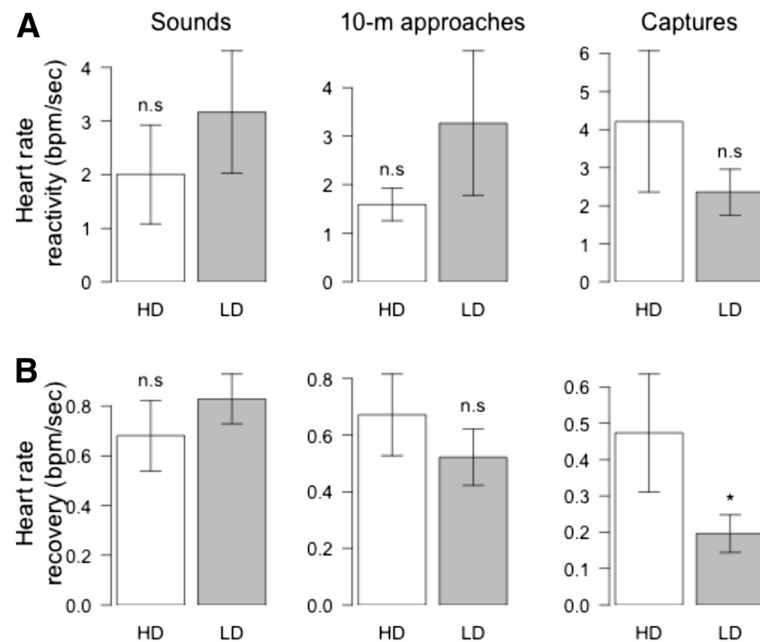 A
Sounds
10-m approaches
Captures
Heart rate
reactivity (bpm/sec)
4
3
2
1
0
n.s
HD
LD
4
3
2
1
0
n.s
HD
LD
6
5
4
3
2
1
0
n.s
HD
LD
B
Heart rate
recovery (bpm/sec)
0.8
0.6
0.4
0.2
0.0
n.s
HD
LD
0.8
0.6
0.4
0.2
0.0
n.s
HD
LD
0.6
0.5
0.4
0.3
0.2
0.1
0.0
*
HD
LD